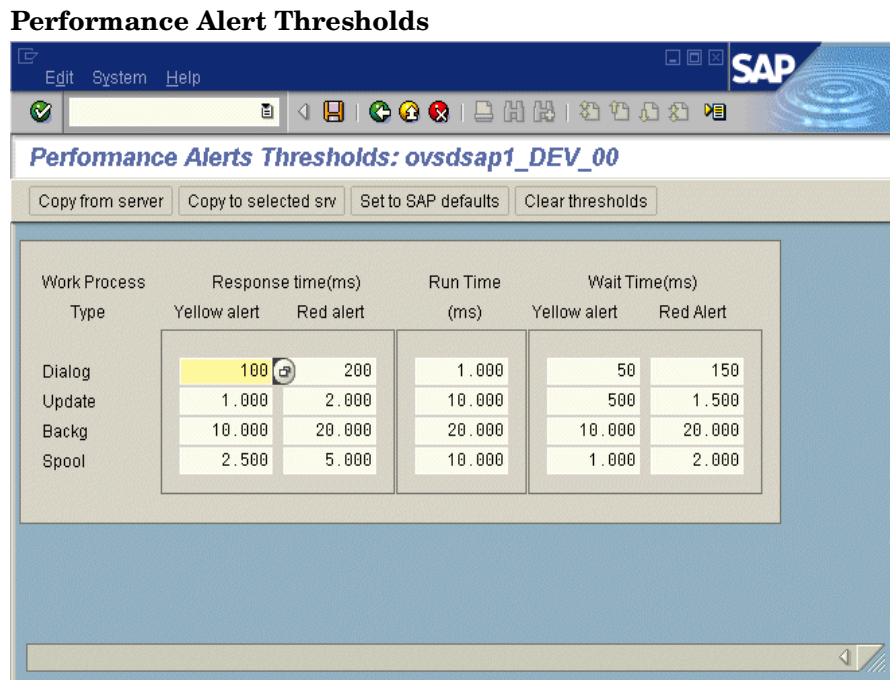 Performance Alert Thresholds
SAP
Edit System Help
Performance Alerts Thresholds: ovsdsap1_DEV_00
Copy from server Copy to selected srv Set to SAP defaults Clear thresholds
Work Process Response time(ms) Run Time Wait Time(ms)
Type Yellow alert Red alert (ms) Yellow alert Red Alert
Dialog 100 200 1.000 50 150
Update 1.000 2.000 10.000 500 1.500
Backg 10.000 20.000 20.000 10.000 20.000
Spool 2.500 5.000 10.000 1.000 2.000